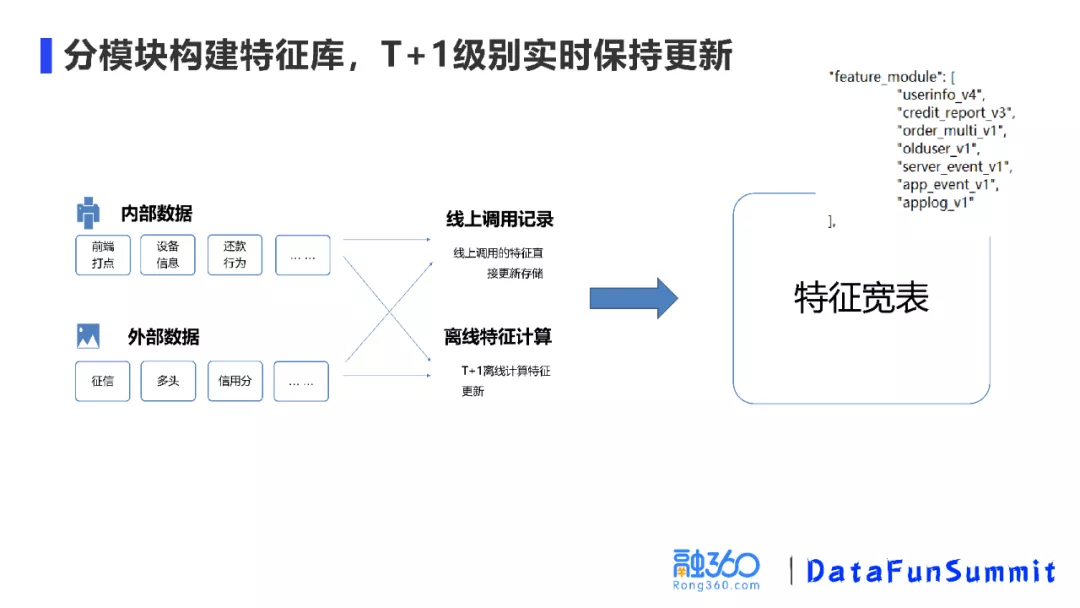 分模块构建特征库，T+1级别实时保持更新
"feature_module": [
"userinfo_v4",
"credit_report_v3",
"order_multi_v1",
"olduser_v1",
"server_event_v1",
"app_event_v1",
"applog_v1"
],
内部数据
前端
打点
设备
信息
还款
行为
... ...
线上调用记录
线上调用的特征直
接更新存储
外部数据
征信
多头
信用分
... ...
离线特征计算
T+1离线计算特征
更新
特征宽表
融360
Rong360.com
DataFunSummit